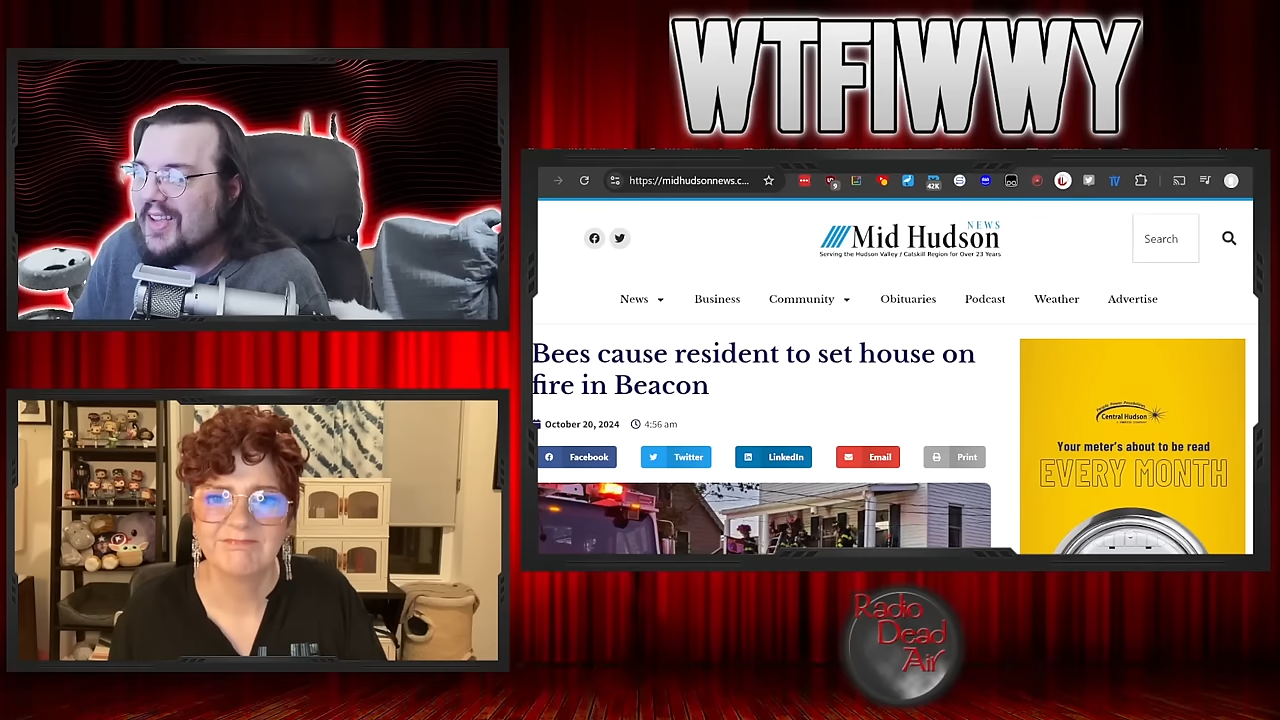 WTFIWWY
https://midhudsonnews.c...
9
42K
TV
NEWS
Mid Hudson
Serving the Hudson Valley / Catskill Region for Over 23 Years
Search
News
Business
Community
Obituaries
Podcast
Weather
Advertise
Bees cause resident to set house on
fire in Beacon
October 20, 2024
4:56 am
Facebook
Twitter
LinkedIn
Email
Print
Central Hudson
Your meter's about to be read
EVERY MONTH
Radio
Dead
Air